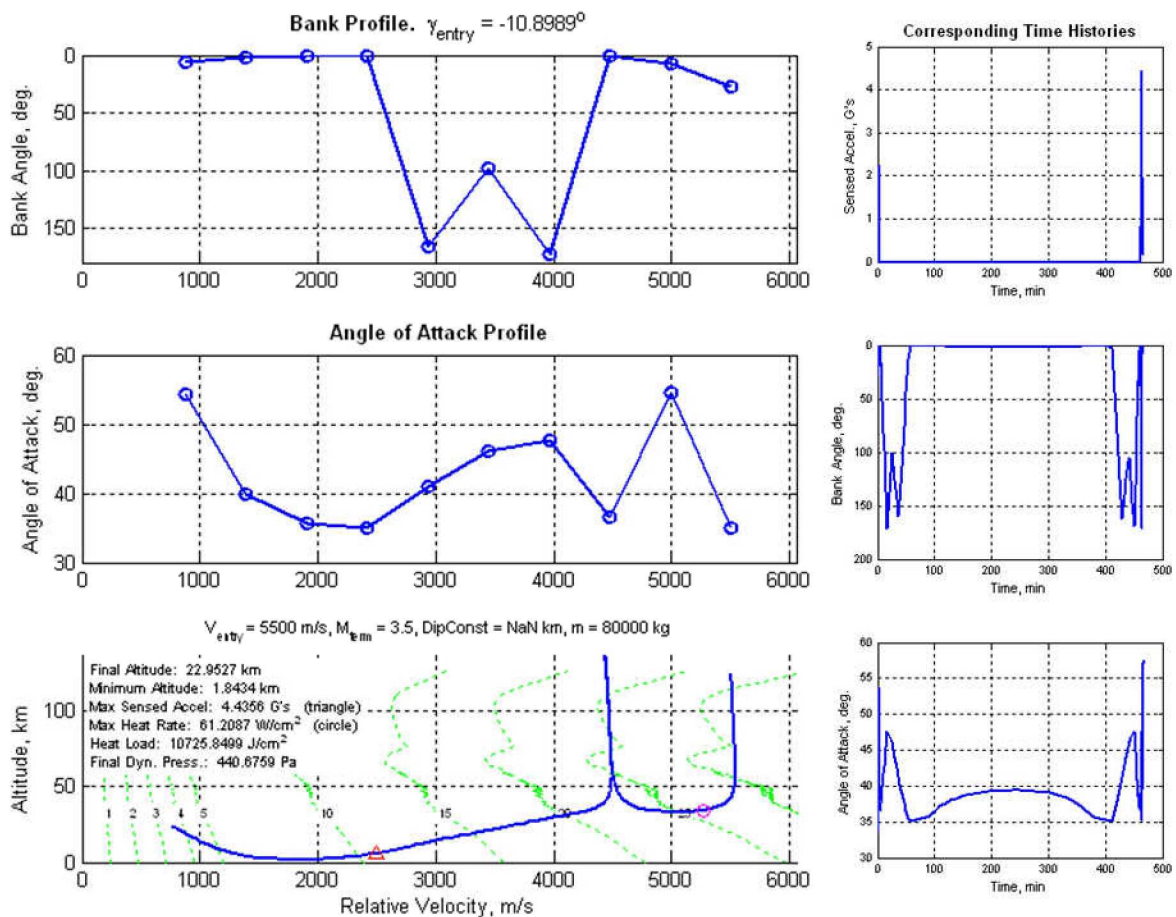 Bank Profile. γentry = -10.8989o
0
50
100
150
Bank Angle, deg.
0 1000 2000 3000 4000 5000 6000
Angle of Attack Profile
60
50
40
30
Angle of Attack, deg.
0 1000 2000 3000 4000 5000 6000
Ventry = 5500 m/s, Mterm = 3.5, DipConst = NaN km, m = 80000 kg
Final Altitude: 22.9527 km
Minimum Altitude: 1.8434 km
Max Sensed Accel: 4.4356 G's (triangle)
Max Heat Rate: 61.2087 W/cm2 (circle)
Heat Load: 10725.8499 J/cm2
Final Dyn. Press.: 440.6759 Pa
100
50
0
Altitude, km
1 2 3 4 5 10 15 20
0 1000 2000 3000 4000 5000 6000
Relative Velocity, m/s
Corresponding Time Histories
5
4
3
2
1
0
Sensed Accel., G's
0 100 200 300 400 500
Time, min
0
50
100
150
200
Bank Angle, deg.
0 100 200 300 400 500
Time, min
60
55
50
45
40
35
30
Angle of Attack, deg.
0 100 200 300 400 500
Time, min